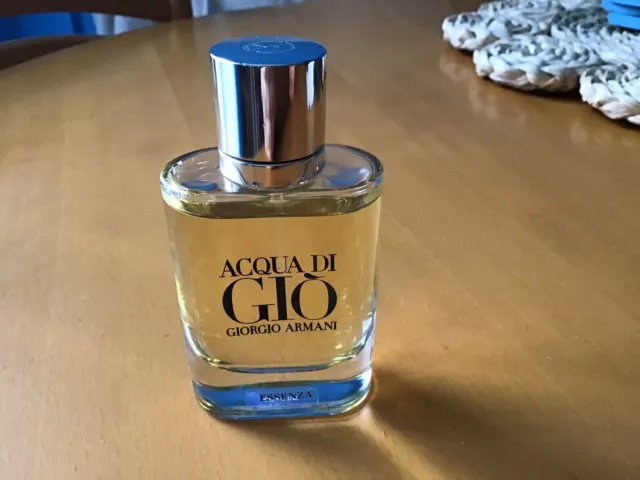 ACQUA DI
GIÒ
GIORGIO ARMANI
ESSENZA